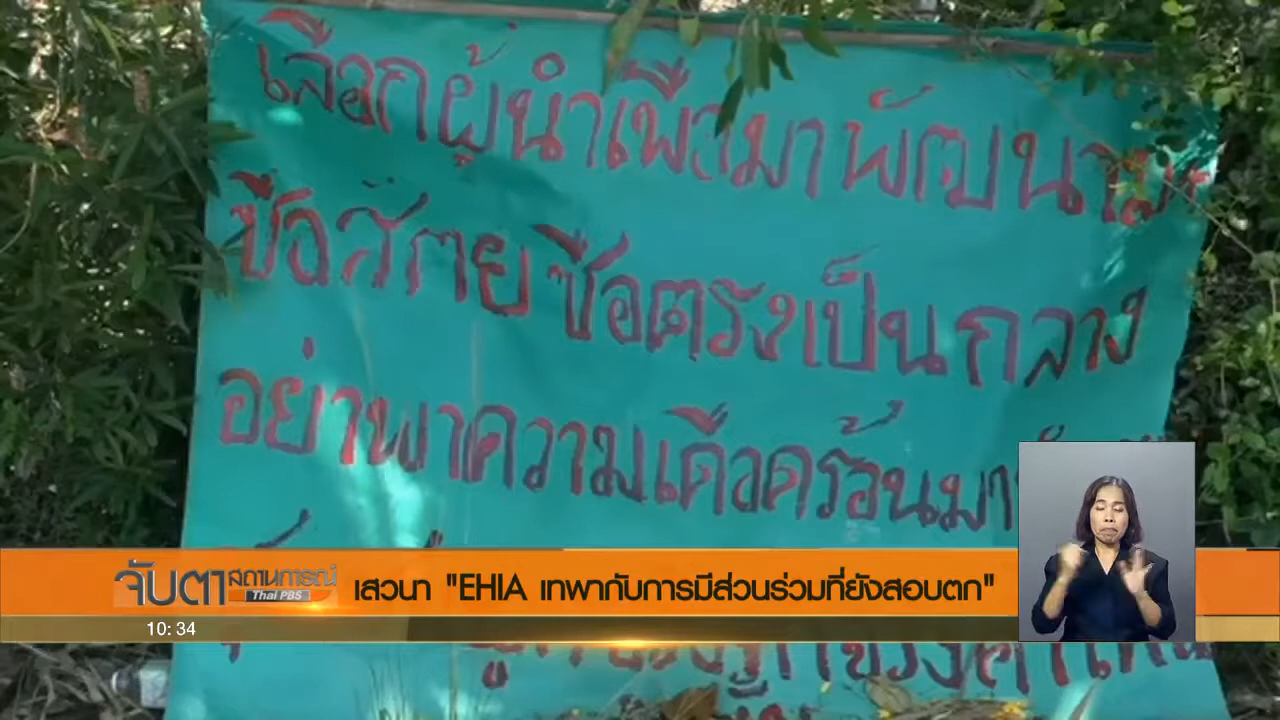 เลือกผู้นำเพื่อมาพัฒนา
ซื่อสัตย์ ซื่อตรงเป็นกลาง
อย่าพาความเดือดร้อนมา
จับตา สถานการณ์
Thai PBS
เสวนา "EHIA เทพากับการมีส่วนร่วมที่ยังสอบตก"
10:34